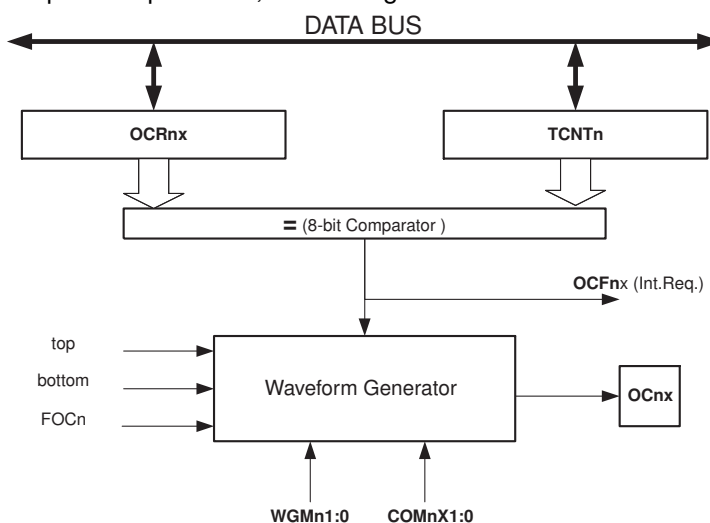 DATA BUS
OCRnx
TCNTn
= (8-bit Comparator )
OCFnx (Int.Req.)
top
bottom
FOCn
Waveform Generator
OCnx
WGMn1:0
COMnX1:0